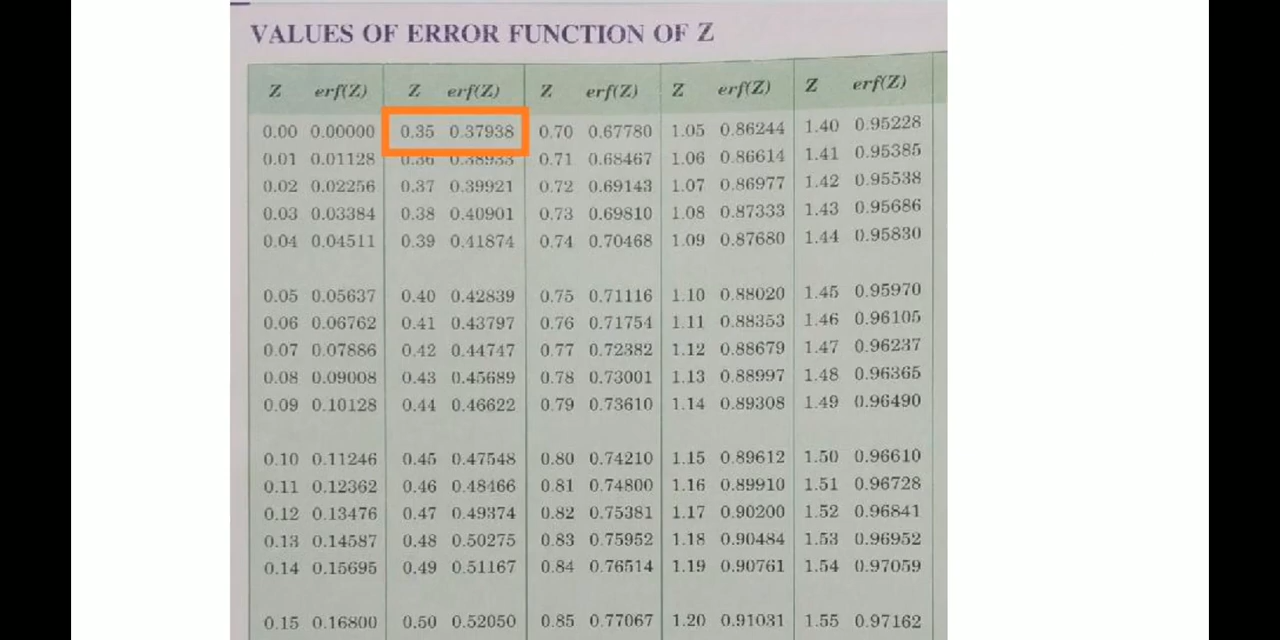 VALUES OF ERROR FUNCTION OF Z
Z erf(Z) Z erf(Z) Z erf(Z) Z erf(Z) Z erf(Z)
0.00 0.00000 0.35 0.37938 0.70 0.67780 1.05 0.86244 1.40 0.95228
0.01 0.01128 0.36 0.38933 0.71 0.68467 1.06 0.86614 1.41 0.95385
0.02 0.02256 0.37 0.39921 0.72 0.69143 1.07 0.86977 1.42 0.95538
0.03 0.03384 0.38 0.40901 0.73 0.69810 1.08 0.87333 1.43 0.95686
0.04 0.04511 0.39 0.41874 0.74 0.70468 1.09 0.87680 1.44 0.95830
0.05 0.05637 0.40 0.42839 0.75 0.71116 1.10 0.88020 1.45 0.95970
0.06 0.06762 0.41 0.43797 0.76 0.71754 1.11 0.88353 1.46 0.96105
0.07 0.07886 0.42 0.44747 0.77 0.72382 1.12 0.88679 1.47 0.96237
0.08 0.09008 0.43 0.45689 0.78 0.73001 1.13 0.88997 1.48 0.96365
0.09 0.10128 0.44 0.46622 0.79 0.73610 1.14 0.89308 1.49 0.96490
0.10 0.11246 0.45 0.47548 0.80 0.74210 1.15 0.89612 1.50 0.96610
0.11 0.12362 0.46 0.48466 0.81 0.74800 1.16 0.89910 1.51 0.96728
0.12 0.13476 0.47 0.49374 0.82 0.75381 1.17 0.90200 1.52 0.96841
0.13 0.14587 0.48 0.50275 0.83 0.75952 1.18 0.90484 1.53 0.96952
0.14 0.15695 0.49 0.51167 0.84 0.76514 1.19 0.90761 1.54 0.97059
0.15 0.16800 0.50 0.52050 0.85 0.77067 1.20 0.91031 1.55 0.97162